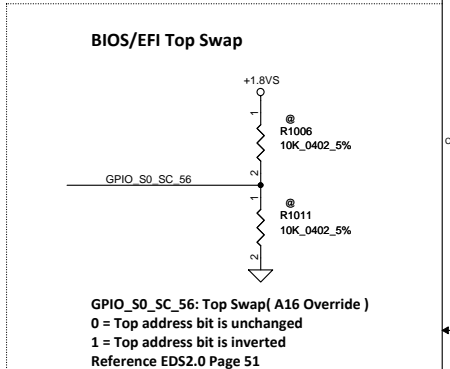 BIOS/EFI Top Swap
+1.8VS
1
@
R1006
10K_0402_5%
2
GPIO_S0_SC_56
1
@
R1011
10K_0402_5%
2
GPIO_S0_SC_56: Top Swap( A16 Override )
0 = Top address bit is unchanged
1 = Top address bit is inverted
Reference EDS2.0 Page 51